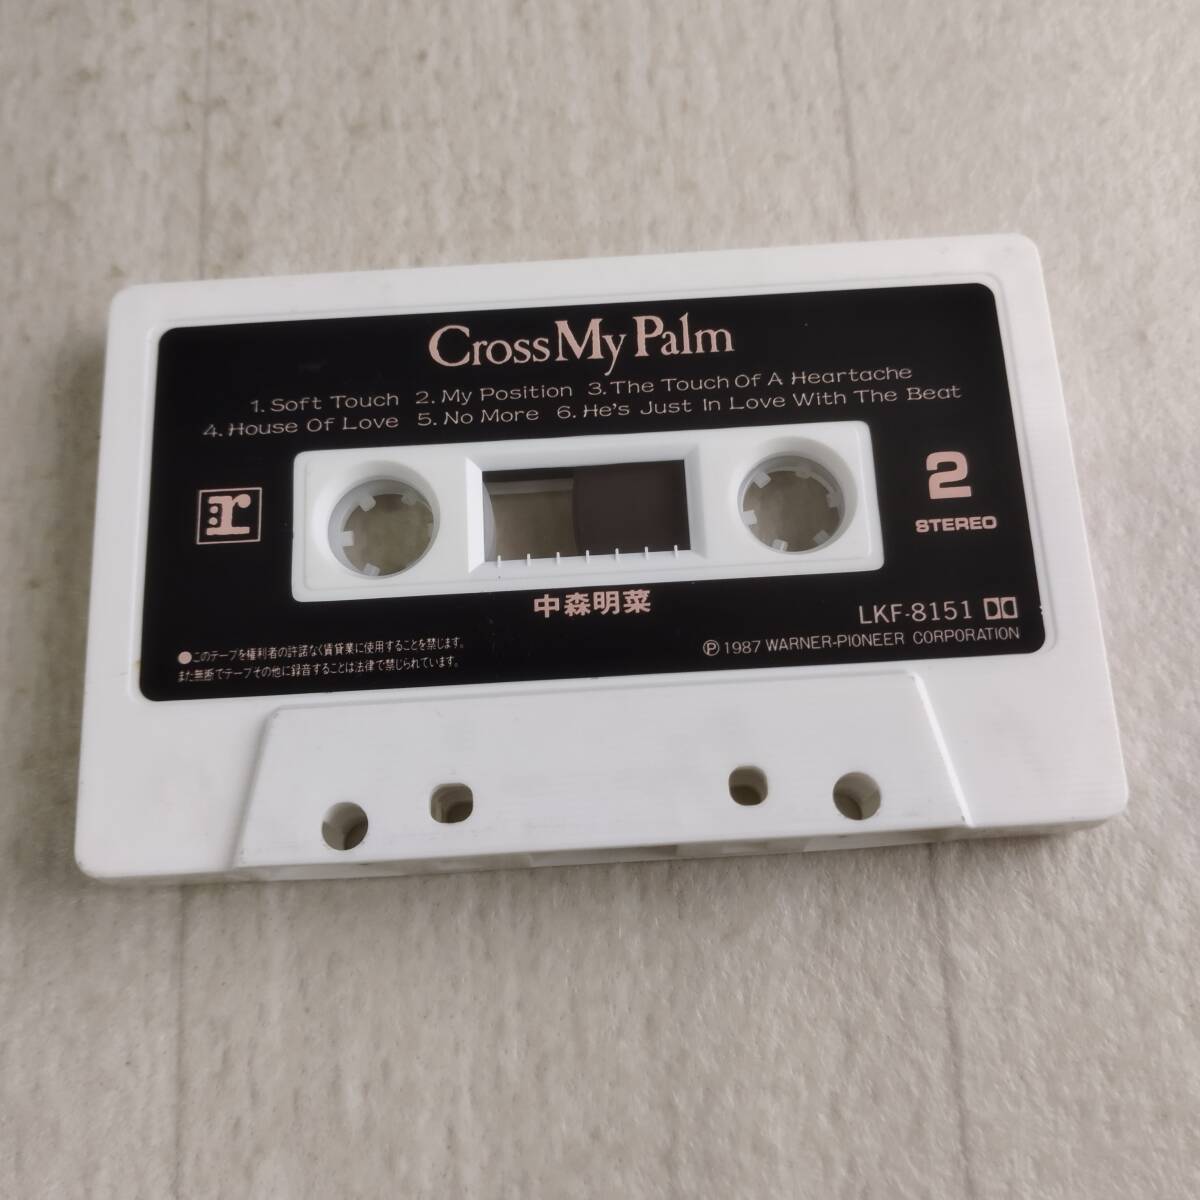 Cross My Palm
1. Soft Touch 2. My Position 3. The Touch Of A Heartache
4. House Of Love 5. No More 6. He's Just In Love With The Beat
r
2
STEREO
中森明菜
LKF-8151
Ⓟ 1987 WARNER-PIONEER CORPORATION
●このテープを権利者の許諾なく賃貸業に使用することを禁じます。
また無断でテープその他に録音することは法律で禁じられています。